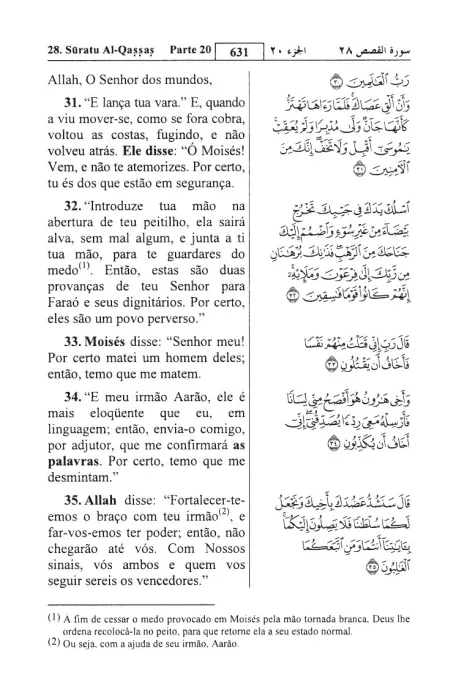 28. Sūratu Al-Qaṣṣaṣ Parte 20 631 الجزء ٢٠ سورة القصص ٢٨
Allah, O Senhor dos mundos,
31. “E lança tua vara.” E, quando
a viu mover-se, como se fora cobra,
voltou as costas, fugindo, e não
volveu atrás. Ele disse: “Ó Moisés!
Vem, e não te atemorizes. Por certo,
tu és dos que estão em segurança.
32. “Introduze tua mão na
abertura de teu peitilho, ela sairá
alva, sem mal algum, e junta a ti
tua mão, para te guardares do
medo(1). Então, estas são duas
provanças de teu Senhor para
Faraó e seus dignitários. Por certo,
eles são um povo perverso.”
33. Moisés disse: “Senhor meu!
Por certo matei um homem deles;
então, temo que me matem.
34. “E meu irmão Aarão, ele é
mais eloqüente que eu, em
linguagem; então, envia-o comigo,
por adjutor, que me confirmará as
palavras. Por certo, temo que me
desmintam.”
35. Allah disse: “Fortalecer-te-
emos o braço com teu irmão(2), e
far-vos-emos ter poder; então, não
chegarão até vós. Com Nossos
sinais, vós ambos e quem vos
seguir sereis os vencedores.”
رَبُّ ٱلْعَـٰلَمِينَ ٣٠
وَأَنْ أَلْقِ عَصَاكَ فَلَمَّا رَءَاهَا تَهْتَزُّ
كَأَنَّهَا جَآنٌّ وَلَّىٰ مُدْبِرًا وَلَمْ يُعَقِّبْ
يَـٰمُوسَىٰٓ أَقْبِلْ وَلَا تَخَفْ إِنَّكَ مِنَ
ٱلْـَٔامِنِينَ ٣١
ٱسْلُكْ يَدَكَ فِى جَيْبِكَ تَخْرُجْ
بَيْضَآءَ مِنْ غَيْرِ سُوٓءٍ وَٱضْمُمْ إِلَيْكَ
جَنَاحَكَ مِنَ ٱلرَّهْبِ فَذَٰنِكَ بُرْهَـٰنَانِ
مِن رَّبِّكَ إِلَىٰ فِرْعَوْنَ وَمَلَإِي۟هِۦٓ
إِنَّهُمْ كَانُوا۟ قَوْمًا فَـٰسِقِينَ ٣٢
قَالَ رَبِّ إِنِّى قَتَلْتُ مِنْهُمْ نَفْسًا
فَأَخَافُ أَن يَقْتُلُونِ ٣٣
وَأَخِى هَـٰرُونُ هُوَ أَفْصَحُ مِنِّى لِسَانًا
فَأَرْسِلْهُ مَعِىَ رِدْءًا يُصَدِّقُنِىٓ إِنِّىٓ
أَخَافُ أَن يُكَذِّبُونِ ٣٤
قَالَ سَنَشُدُّ عَضُدَكَ بِأَخِيكَ وَنَجْعَلُ
لَكُمَا سُلْطَـٰنًا فَلَا يَصِلُونَ إِلَيْكُمَا
بِـَٔايَـٰتِنَآ أَنتُمَا وَمَنِ ٱتَّبَعَكُمَا
ٱلْغَـٰلِبُونَ ٣٥
(1) A fim de cessar o medo provocado em Moisés pela mão tornada branca, Deus lhe
ordena recolocá-la no peito, para que retorne ela a seu estado normal.
(2) Ou seja, com a ajuda de seu irmão, Aarão.